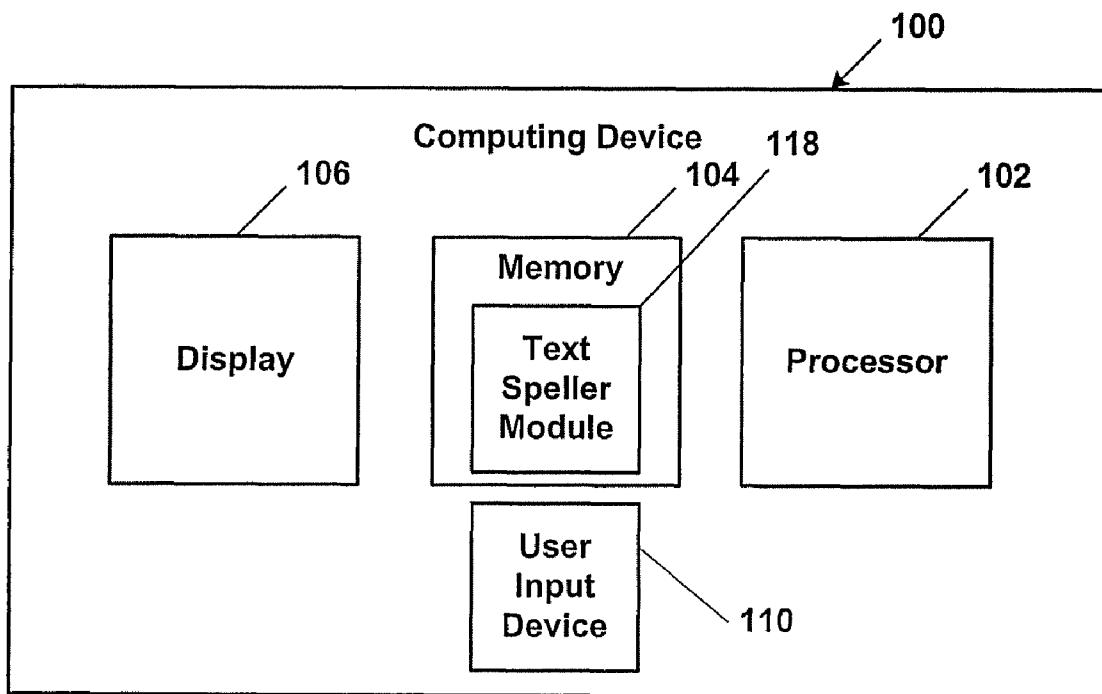 100
Computing Device
118
106
104
102
Memory
Display
Text
Speller
Module
Processor
User
Input
Device
110